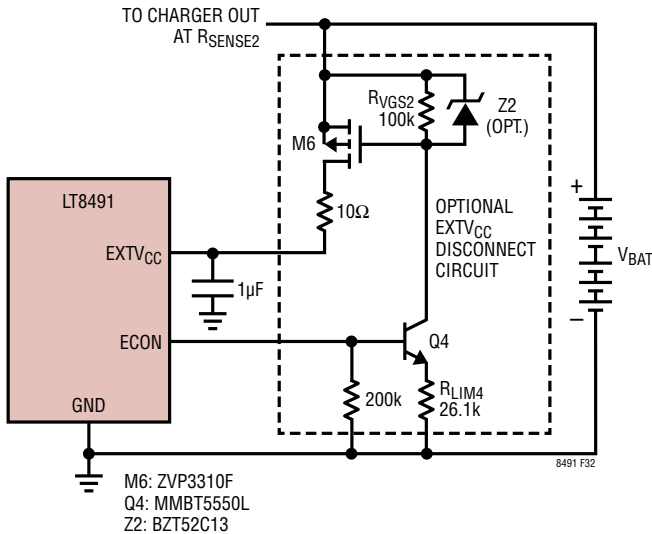 TO CHARGER OUT
AT RSENSE2
RVGS2
100k
Z2
(OPT.)
M6
LT8491
10Ω
OPTIONAL
EXTVCC
DISCONNECT
CIRCUIT
+
VBAT
–
EXTVCC
1µF
ECON
Q4
200k
RLIM4
26.1k
GND
8491 F32
M6: ZVP3310F
Q4: MMBT5550L
Z2: BZT52C13